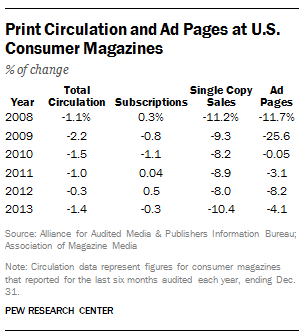 Print Circulation and Ad Pages at U.S.
Consumer Magazines
% of change
Year Total Circulation Subscriptions Single Copy Sales Ad Pages
2008 -1.1% 0.3% -11.2% -11.7%
2009 -2.2 -0.8 -9.3 -25.6
2010 -1.5 -1.1 -8.2 -0.05
2011 -1.0 0.04 -8.9 -3.1
2012 -0.3 0.5 -8.0 -8.2
2013 -1.4 -0.3 -10.4 -4.1
Source: Alliance for Audited Media & Publishers Information Bureau;
Association of Magazine Media
Note: Circulation data represent figures for consumer magazines
that reported for the last six months audited each year, ending Dec.
31.
PEW RESEARCH CENTER